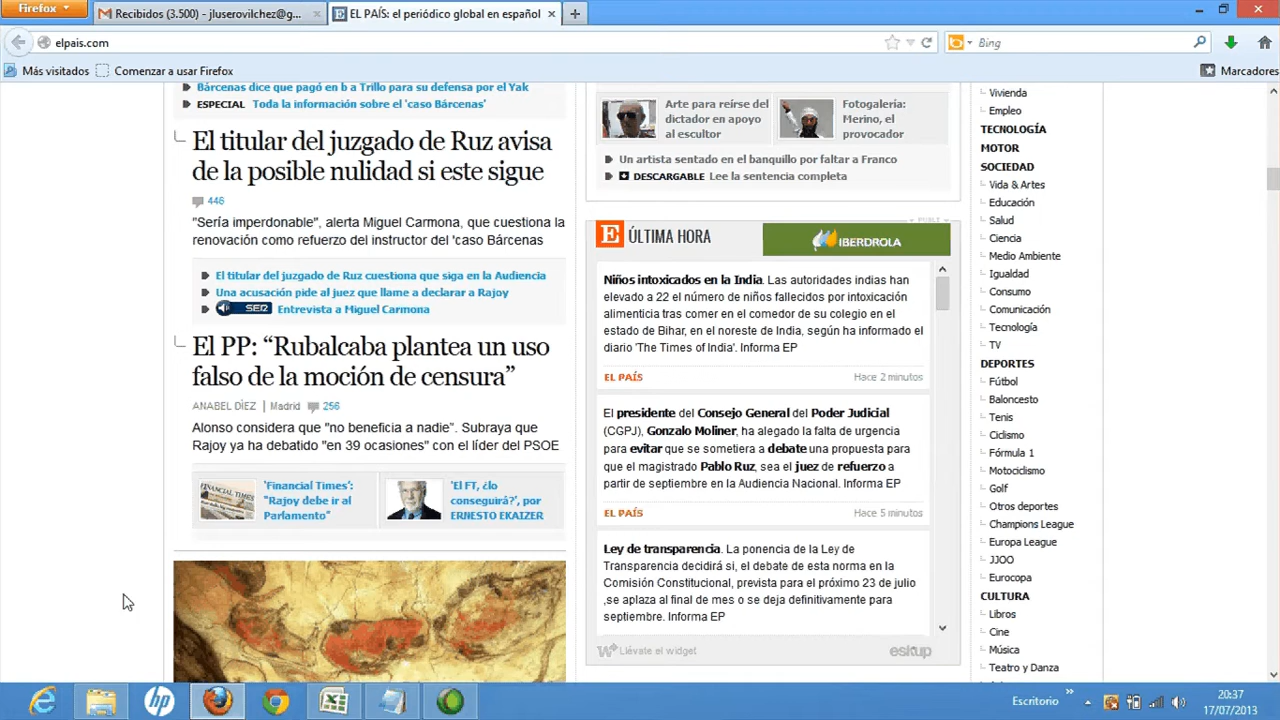 Firefox
Recibidos (3.500) - jluserovilchez@g...
EL PAÍS: el periódico global en español
elpais.com
Bing
Más visitados
Comenzar a usar Firefox
Marcadores
Bárcenas dice que pagó en b a Trillo para su defensa por el Yak
ESPECIAL Toda la información sobre el 'caso Bárcenas'
El titular del juzgado de Ruz avisa
de la posible nulidad si este sigue
446
"Sería imperdonable", alerta Miguel Carmona, que cuestiona la
renovación como refuerzo del instructor del 'caso Bárcenas
El titular del juzgado de Ruz cuestiona que siga en la Audiencia
Una acusación pide al juez que llame a declarar a Rajoy
SER Entrevista a Miguel Carmona
El PP: “Rubalcaba plantea un uso
falso de la moción de censura”
ANABEL DÍEZ | Madrid 256
Alonso considera que "no beneficia a nadie". Subraya que
Rajoy ya ha debatido "en 39 ocasiones" con el líder del PSOE
FINANCIAL TIMES
'Financial Times':
"Rajoy debe ir al
Parlamento"
'El FT, ¿lo
conseguirá?', por
ERNESTO EKAIZER
Arte para reírse del
dictador en apoyo
al escultor
Fotogalería:
Merino, el
provocador
Un artista sentado en el banquillo por faltar a Franco
DESCARGABLE Lee la sentencia completa
PUBLI
E ÚLTIMA HORA
IBERDROLA
Niños intoxicados en la India. Las autoridades indias han
elevado a 22 el número de niños fallecidos por intoxicación
alimenticia tras comer en el comedor de su colegio en el
estado de Bihar, en el noreste de India, según ha informado el
diario 'The Times of India'. Informa EP
EL PAÍS Hace 2 minutos
El presidente del Consejo General del Poder Judicial
(CGPJ), Gonzalo Moliner, ha alegado la falta de urgencia
para evitar que se sometiera a debate una propuesta para
que el magistrado Pablo Ruz, sea el juez de refuerzo a
partir de septiembre en la Audiencia Nacional. Informa EP
EL PAÍS Hace 5 minutos
Ley de transparencia. La ponencia de la Ley de
Transparencia decidirá si, el debate de esta norma en la
Comisión Constitucional, prevista para el próximo 23 de julio
,se aplaza al final de mes o se deja definitivamente para
septiembre. Informa EP
Llévate el widget
eskup
Vivienda
Empleo
TECNOLOGÍA
MOTOR
SOCIEDAD
Vida & Artes
Educación
Salud
Ciencia
Medio Ambiente
Igualdad
Consumo
Comunicación
Tecnología
TV
DEPORTES
Fútbol
Baloncesto
Tenis
Ciclismo
Fórmula 1
Motociclismo
Golf
Otros deportes
Champions League
Europa League
JJOO
Eurocopa
CULTURA
Libros
Cine
Música
Teatro y Danza
hp
Escritorio
20:37
17/07/2013